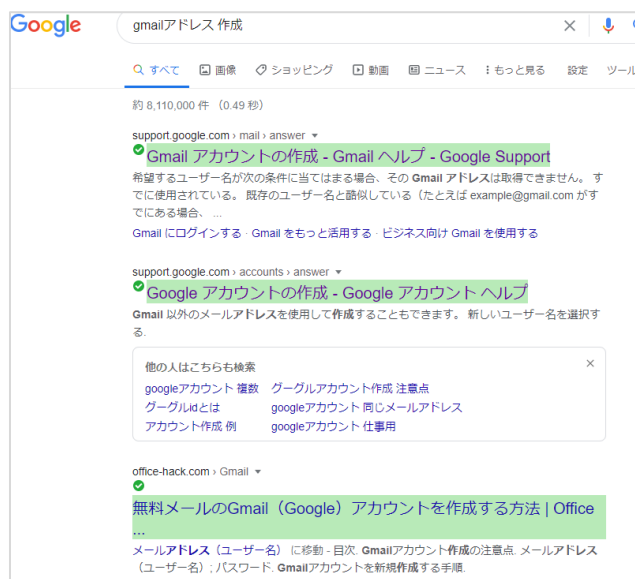 Google
gmailアドレス 作成
すべて 画像 ショッピング 動画 ニュース もっと見る 設定 ツール
約 8,110,000 件 （0.49 秒）
support.google.com › mail › answer
Gmail アカウントの作成 - Gmail ヘルプ - Google Support
希望するユーザー名が次の条件に当てはまる場合、その Gmail アドレスは取得できません。 す
でに使用されている。 既存のユーザー名と酷似している（たとえば example@gmail.com がす
でにある場合、 ...
Gmail にログインする · Gmail をもっと活用する · ビジネス向け Gmail を使用する
support.google.com › accounts › answer
Google アカウントの作成 - Google アカウント ヘルプ
Gmail 以外のメールアドレスを使用して作成することもできます。 新しいユーザー名を選択す
る.
他の人はこちらも検索
googleアカウント 複数 グーグルアカウント作成 注意点
グーグルidとは googleアカウント 同じメールアドレス
アカウント作成 例 googleアカウント 仕事用
office-hack.com › Gmail
無料メールのGmail（Google）アカウントを作成する方法 | Office
...
メールアドレス（ユーザー名） に移動 - 目次. Gmailアカウント作成の注意点. メールアドレス
（ユーザー名）; パスワード. Gmailアカウントを新規作成する手順.